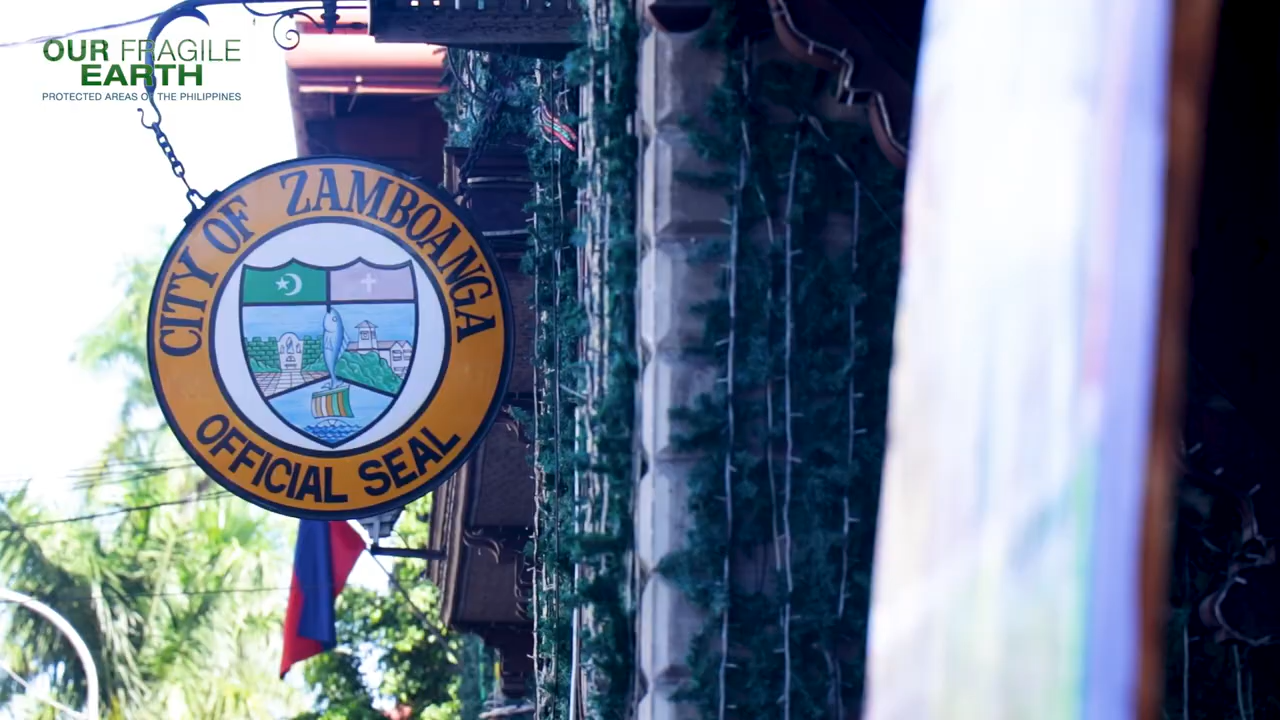 OUR FRAGILE
EARTH
PROTECTED AREAS OF THE PHILIPPINES
CITY OF ZAMBOANGA
OFFICIAL SEAL